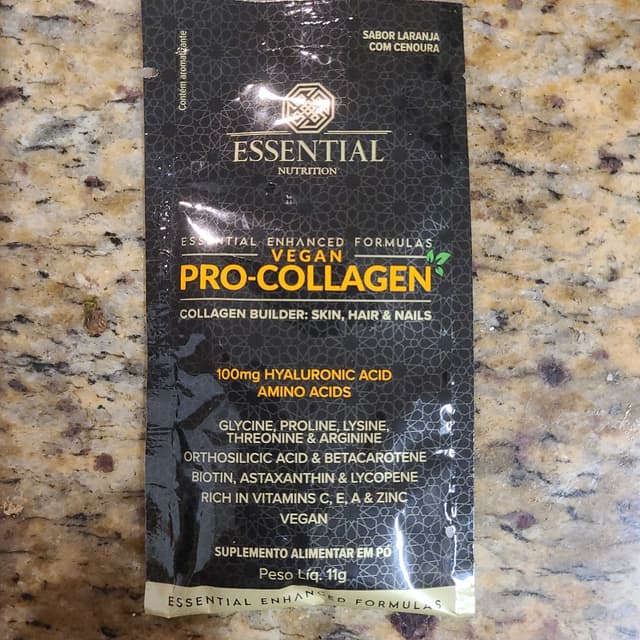 Contém aromatizante
SABOR LARANJA
COM CENOURA
ESSENTIAL
NUTRITION
ESSENTIAL ENHANCED FORMULAS
VEGAN
PRO-COLLAGEN
COLLAGEN BUILDER: SKIN, HAIR & NAILS
100mg HYALURONIC ACID
AMINO ACIDS
GLYCINE, PROLINE, LYSINE,
THREONINE & ARGININE
ORTHOSILICIC ACID & BETACAROTENE
BIOTIN, ASTAXANTHIN & LYCOPENE
RICH IN VITAMINS C, E, A & ZINC
VEGAN
SUPLEMENTO ALIMENTAR EM PÓ
Peso Líq. 11g
ESSENTIAL ENHANCED FORMULAS